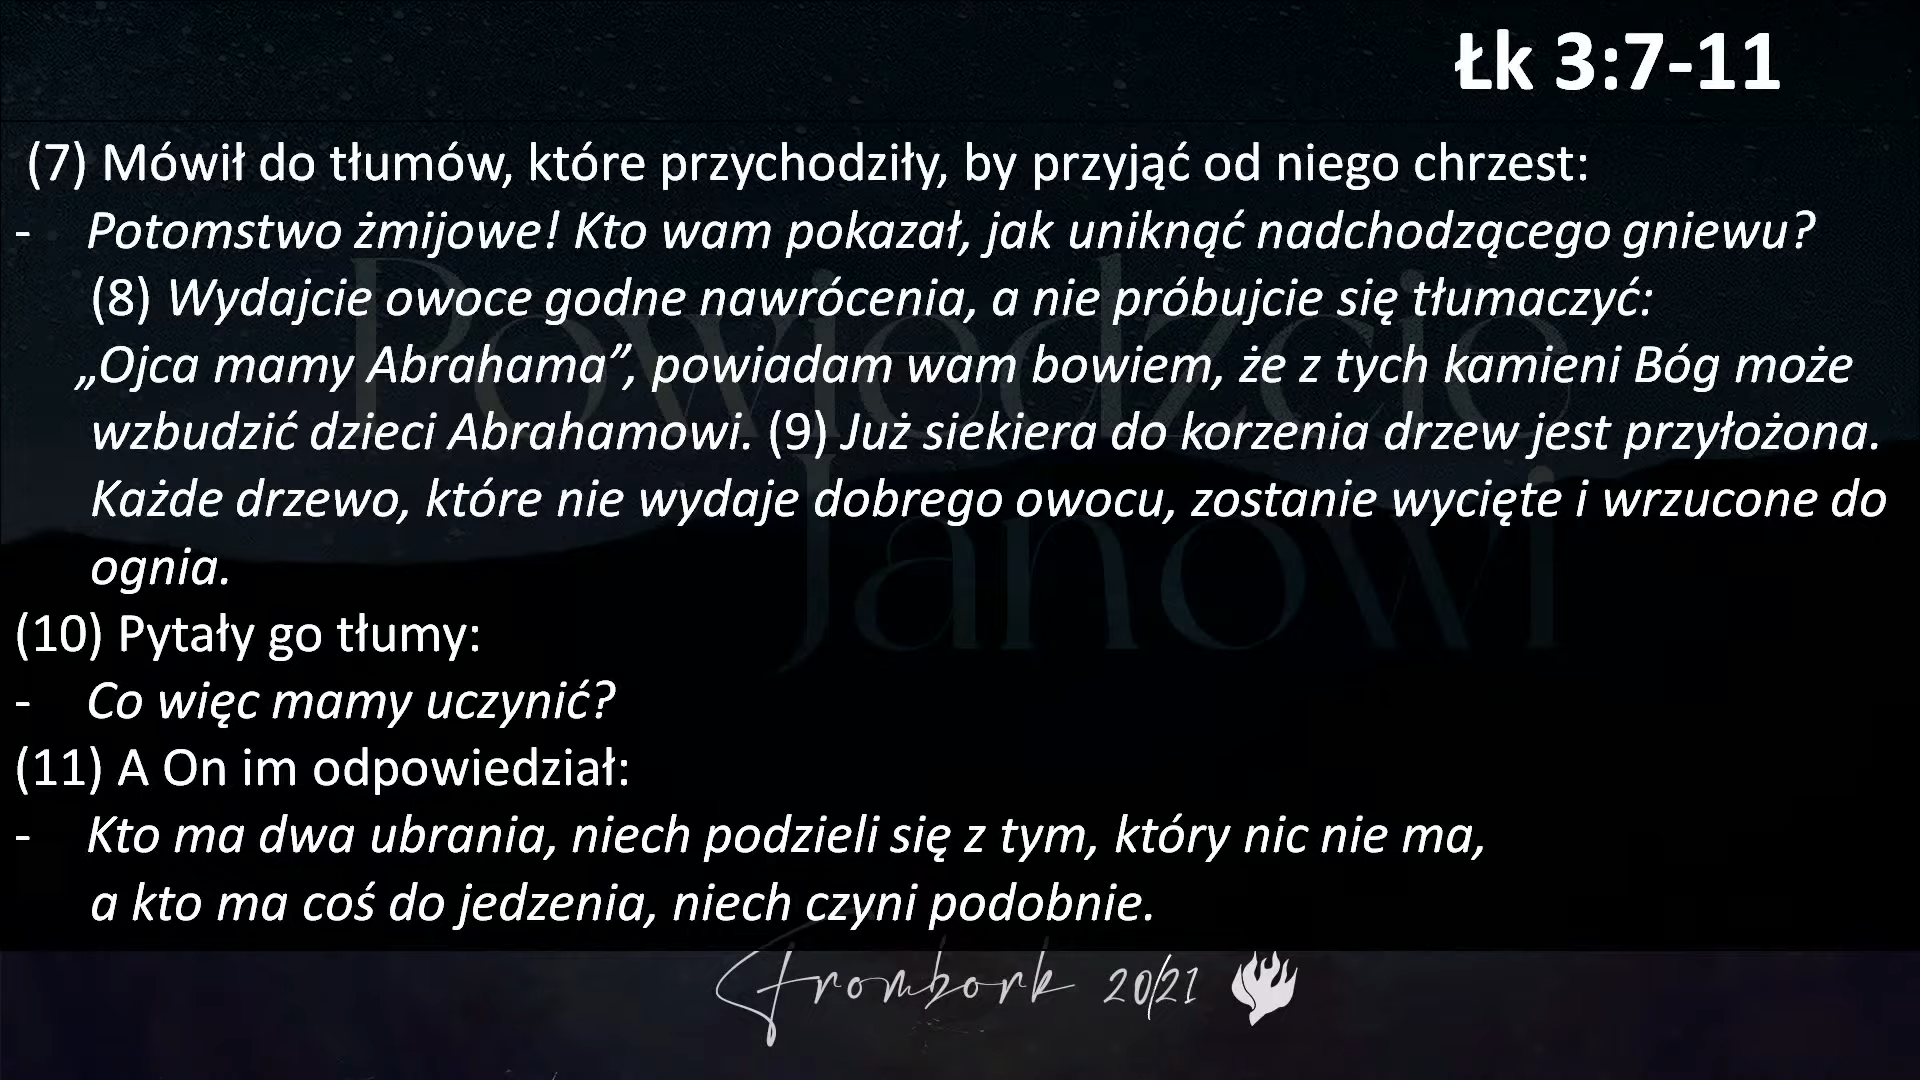 Łk 3:7-11
(7) Mówił do tłumów, które przychodziły, by przyjąć od niego chrzest:
- Potomstwo żmijowe! Kto wam pokazał, jak uniknąć nadchodzącego gniewu?
(8) Wydajcie owoce godne nawrócenia, a nie próbujcie się tłumaczyć:
„Ojca mamy Abrahama”, powiadam wam bowiem, że z tych kamieni Bóg może
wzbudzić dzieci Abrahamowi. (9) Już siekiera do korzenia drzew jest przyłożona.
Każde drzewo, które nie wydaje dobrego owocu, zostanie wycięte i wrzucone do
ognia.
(10) Pytały go tłumy:
- Co więc mamy uczynić?
(11) A On im odpowiedział:
- Kto ma dwa ubrania, niech podzieli się z tym, który nic nie ma,
a kto ma coś do jedzenia, niech czyni podobnie.
Powiedzcie
Janowi
Frombork 20/21